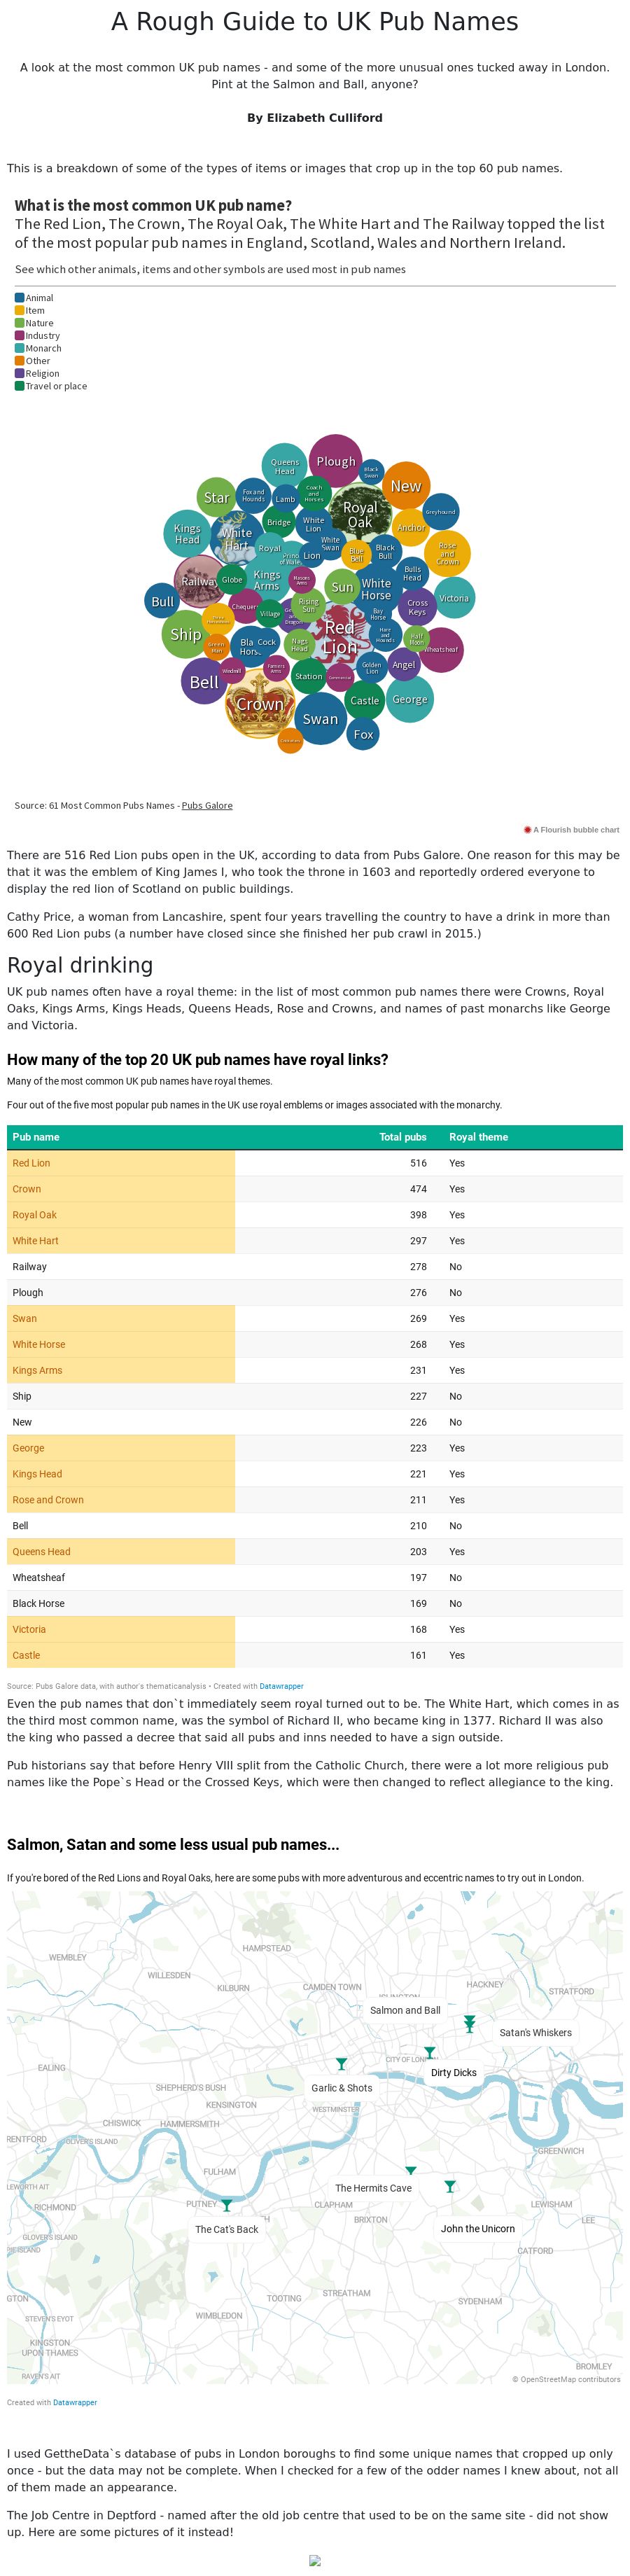 A Rough Guide to UK Pub Names
A look at the most common UK pub names - and some of the more unusual ones tucked away in London.
Pint at the Salmon and Ball, anyone?
By Elizabeth Culliford
This is a breakdown of some of the types of items or images that crop up in the top 60 pub names.
What is the most common UK pub name?
The Red Lion, The Crown, The Royal Oak, The White Hart and The Railway topped the list
of the most popular pub names in England, Scotland, Wales and Northern Ireland.
See which other animals, items and other symbols are used most in pub names
Animal
Item
Nature
Industry
Monarch
Other
Religion
Travel or place
Queens
Head
Plough
Black
Swan
New
Star
Fox and
Hounds
Lamb
Coach
and
Horses
Royal
Oak
Greyhound
Kings
Head
White
Hart
Bridge
White
Lion
Anchor
Royal
White
Swan
Lion
Blue
Bell
Black
Bull
Rose
and
Crown
Railway
Globe
Kings
Arms
Masons
Arms
Sun
White
Horse
Bulls
Head
Bull
Chequers
Village
Rising
Sun
Bay
Horse
Cross
Keys
Victoria
Ship
Cock
Nags
Head
Red
Lion
Hare
and
Hounds
Half
Moon
Wheatsheaf
Green
Man
Bell
Windmill
Farmers
Arms
Station
Commercial
Golden
Lion
Angel
Crown
Swan
Castle
George
Fox
Source: 61 Most Common Pubs Names - Pubs Galore
A Flourish bubble chart
There are 516 Red Lion pubs open in the UK, according to data from Pubs Galore. One reason for this may be
that it was the emblem of King James I, who took the throne in 1603 and reportedly ordered everyone to
display the red lion of Scotland on public buildings.
Cathy Price, a woman from Lancashire, spent four years travelling the country to have a drink in more than
600 Red Lion pubs (a number have closed since she finished her pub crawl in 2015.)
Royal drinking
UK pub names often have a royal theme: in the list of most common pub names there were Crowns, Royal
Oaks, Kings Arms, Kings Heads, Queens Heads, Rose and Crowns, and names of past monarchs like George
and Victoria.
How many of the top 20 UK pub names have royal links?
Many of the most common UK pub names have royal themes.
Four out of the five most popular pub names in the UK use royal emblems or images associated with the monarchy.
Pub name Total pubs Royal theme
Red Lion 516 Yes
Crown 474 Yes
Royal Oak 398 Yes
White Hart 297 Yes
Railway 278 No
Plough 276 No
Swan 269 Yes
White Horse 268 Yes
Kings Arms 231 Yes
Ship 227 No
New 226 No
George 223 Yes
Kings Head 221 Yes
Rose and Crown 211 Yes
Bell 210 No
Queens Head 203 Yes
Wheatsheaf 197 No
Black Horse 169 No
Victoria 168 Yes
Castle 161 Yes
Source: Pubs Galore data, with author's thematicanalysis • Created with Datawrapper
Even the pub names that don`t immediately seem royal turned out to be. The White Hart, which comes in as
the third most common name, was the symbol of Richard II, who became king in 1377. Richard II was also
the king who passed a decree that said all pubs and inns needed to have a sign outside.
Pub historians say that before Henry VIII split from the Catholic Church, there were a lot more religious pub
names like the Pope`s Head or the Crossed Keys, which were then changed to reflect allegiance to the king.
Salmon, Satan and some less usual pub names...
If you're bored of the Red Lions and Royal Oaks, here are some pubs with more adventurous and eccentric names to try out in London.
HAMPSTEAD
WEMBLEY
WILLESDEN
KILBURN
CAMDEN TOWN
HACKNEY
STRATFORD
Salmon and Ball
Satan's Whiskers
CITY OF LONDON
Dirty Dicks
EALING
SHEPHERD'S BUSH
Garlic & Shots
KENSINGTON
WESTMINSTER
CHISWICK
HAMMERSMITH
OLIVER'S ISLAND
GREENWICH
FULHAM
The Hermits Cave
RICHMOND
PUTNEY
CLAPHAM
BRIXTON
LEWISHAM
LEE
The Cat's Back
John the Unicorn
GLOVER'S ISLAND
CATFORD
TOOTING
STREATHAM
SYDENHAM
WIMBLEDON
STEVEN'S EYOT
KINGSTON
UPON THAMES
RAVEN'S AIT
BROMLEY
© OpenStreetMap contributors
Created with Datawrapper
I used GettheData`s database of pubs in London boroughs to find some unique names that cropped up only
once - but the data may not be complete. When I checked for a few of the odder names I knew about, not all
of them made an appearance.
The Job Centre in Deptford - named after the old job centre that used to be on the same site - did not show
up. Here are some pictures of it instead!